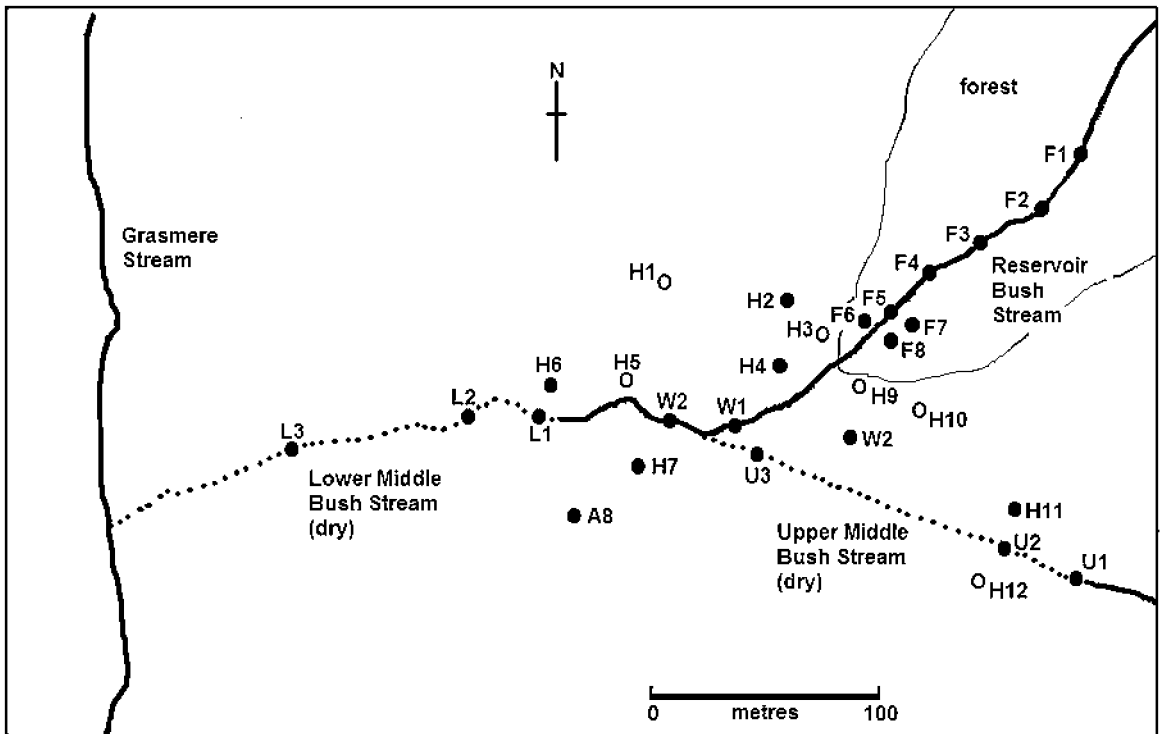 N
forest
F1
F2
F3
Grasmere
Stream
F4
Reservoir
Bush
Stream
H1
H2
F5
F6
F7
H3
F8
H6
H5
H4
H9
L2
W2
W1
H10
L1
L3
W2
Lower Middle
Bush Stream
(dry)
H7
U3
A8
Upper Middle
Bush Stream
(dry)
H11
U2
U1
H12
0 metres 100